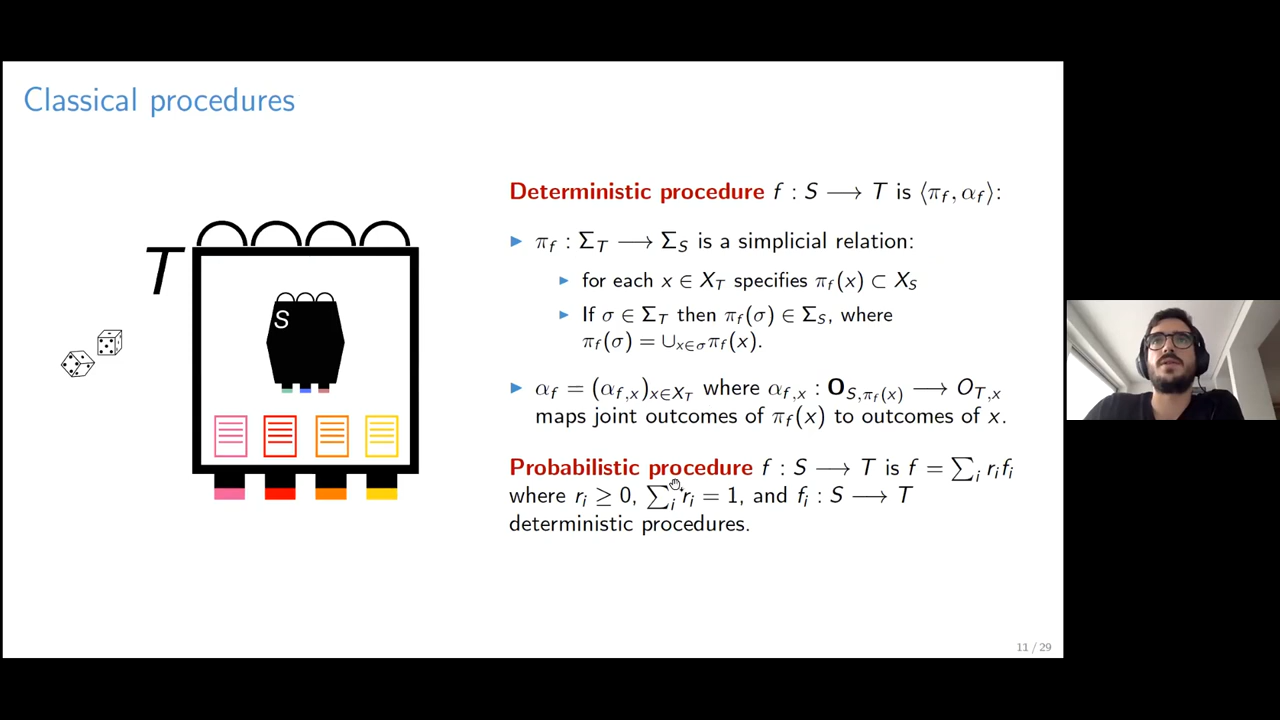 Classical procedures
T
S
Deterministic procedure f : S ⟶ T is ⟨π_f, α_f⟩:
▶ π_f : Σ_T ⟶ Σ_S is a simplicial relation:
▶ for each x ∈ X_T specifies π_f(x) ⊂ X_S
▶ If σ ∈ Σ_T then π_f(σ) ∈ Σ_S, where
π_f(σ) = ∪_{x∈σ} π_f(x).
▶ α_f = (α_{f,x})_{x∈X_T} where α_{f,x} : O_{S,π_f(x)} ⟶ O_{T,x}
maps joint outcomes of π_f(x) to outcomes of x.
Probabilistic procedure f : S ⟶ T is f = ∑_i r_i f_i
where r_i ≥ 0, ∑_i r_i = 1, and f_i : S ⟶ T
deterministic procedures.
11 / 29